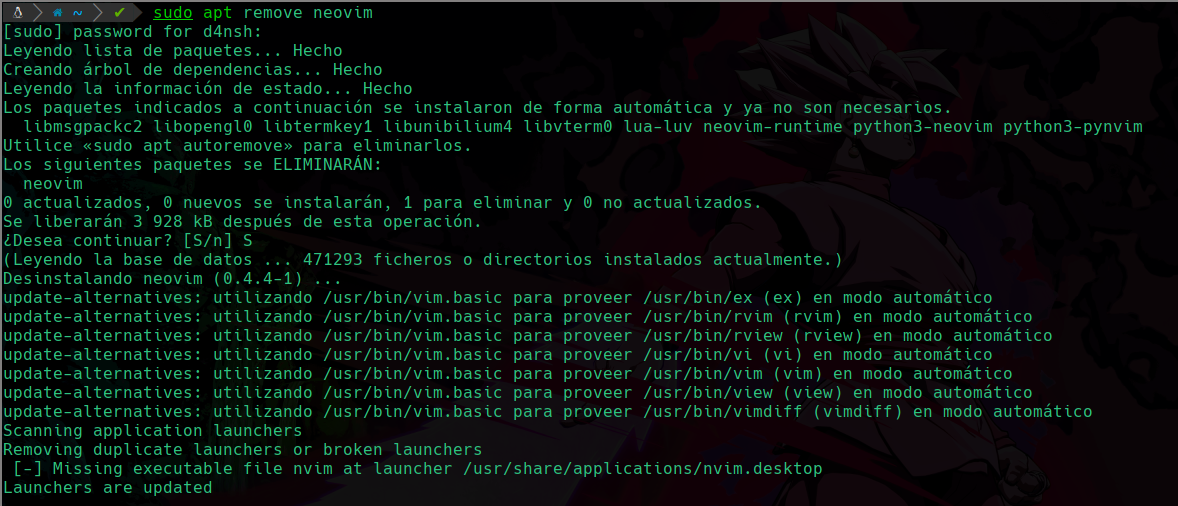 ~ ✔ sudo apt remove neovim
[sudo] password for d4nsh:
Leyendo lista de paquetes... Hecho
Creando árbol de dependencias... Hecho
Leyendo la información de estado... Hecho
Los paquetes indicados a continuación se instalaron de forma automática y ya no son necesarios.
  libmsgpackc2 libopengl0 libtermkey1 libunibilium4 libvterm0 lua-luv neovim-runtime python3-neovim python3-pynvim
Utilice «sudo apt autoremove» para eliminarlos.
Los siguientes paquetes se ELIMINARÁN:
  neovim
0 actualizados, 0 nuevos se instalarán, 1 para eliminar y 0 no actualizados.
Se liberarán 3 928 kB después de esta operación.
¿Desea continuar? [S/n] S
(Leyendo la base de datos ... 471293 ficheros o directorios instalados actualmente.)
Desinstalando neovim (0.4.4-1) ...
update-alternatives: utilizando /usr/bin/vim.basic para proveer /usr/bin/ex (ex) en modo automático
update-alternatives: utilizando /usr/bin/vim.basic para proveer /usr/bin/rvim (rvim) en modo automático
update-alternatives: utilizando /usr/bin/vim.basic para proveer /usr/bin/rview (rview) en modo automático
update-alternatives: utilizando /usr/bin/vim.basic para proveer /usr/bin/vi (vi) en modo automático
update-alternatives: utilizando /usr/bin/vim.basic para proveer /usr/bin/vim (vim) en modo automático
update-alternatives: utilizando /usr/bin/vim.basic para proveer /usr/bin/view (view) en modo automático
update-alternatives: utilizando /usr/bin/vim.basic para proveer /usr/bin/vimdiff (vimdiff) en modo automático
Scanning application launchers
Removing duplicate launchers or broken launchers
 [-] Missing executable file nvim at launcher /usr/share/applications/nvim.desktop
Launchers are updated